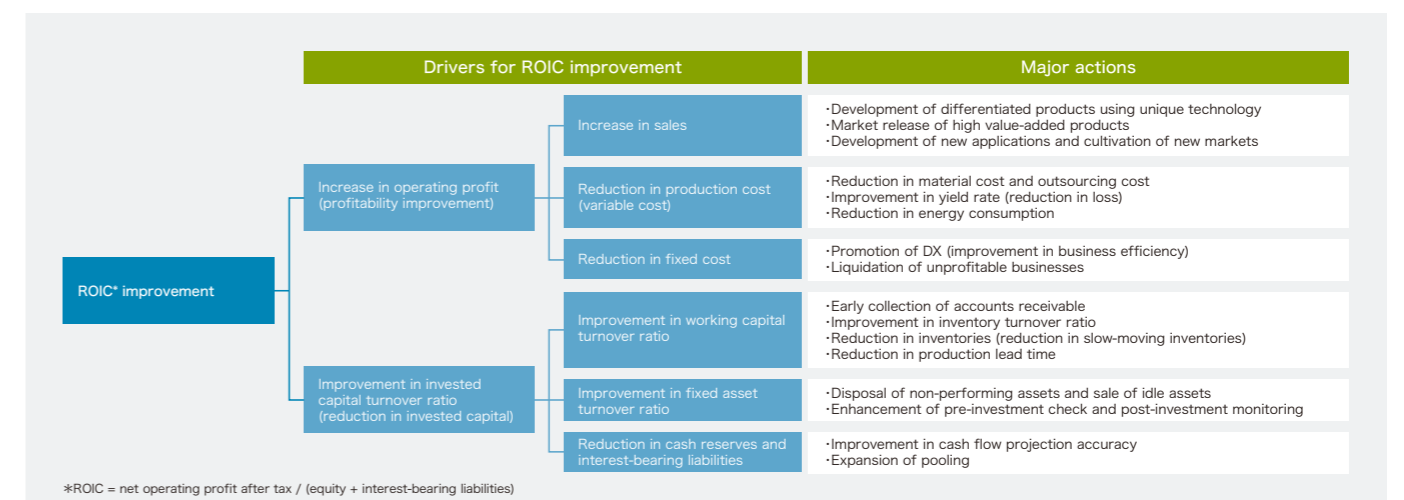 Drivers for ROIC improvement
Major actions
ROIC* improvement
Increase in operating profit
(profitability improvement)
Increase in sales
・Development of differentiated products using unique technology
・Market release of high value-added products
・Development of new applications and cultivation of new markets
Reduction in production cost
(variable cost)
・Reduction in material cost and outsourcing cost
・Improvement in yield rate (reduction in loss)
・Reduction in energy consumption
Reduction in fixed cost
・Promotion of DX (improvement in business efficiency)
・Liquidation of unprofitable businesses
Improvement in invested
capital turnover ratio
(reduction in invested capital)
Improvement in working capital
turnover ratio
・Early collection of accounts receivable
・Improvement in inventory turnover ratio
・Reduction in inventories (reduction in slow-moving inventories)
・Reduction in production lead time
Improvement in fixed asset
turnover ratio
・Disposal of non-performing assets and sale of idle assets
・Enhancement of pre-investment check and post-investment monitoring
Reduction in cash reserves and
interest-bearing liabilities
・Improvement in cash flow projection accuracy
・Expansion of pooling
*ROIC = net operating profit after tax / (equity + interest-bearing liabilities)